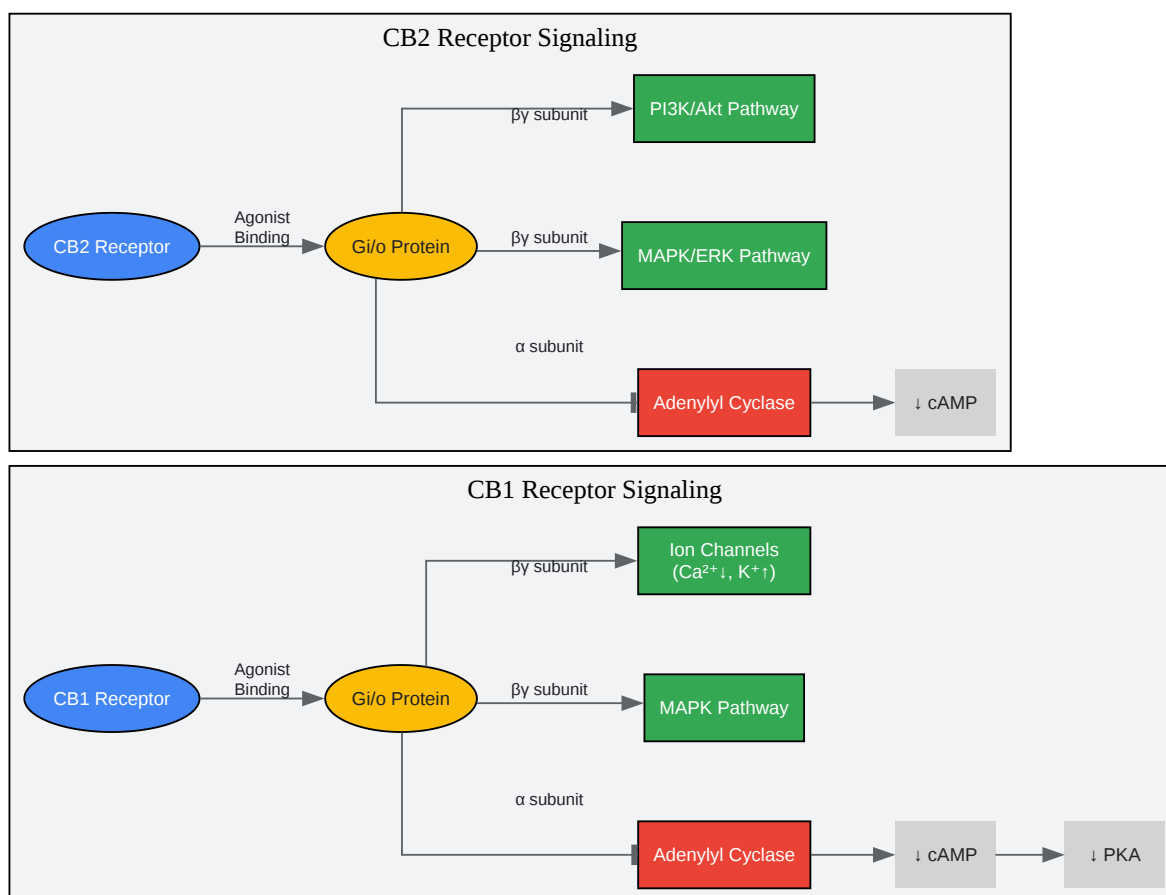 CB2 Receptor Signaling
βγ subunit
PI3K/Akt Pathway
CB2 Receptor
Agonist
Binding
Gi/o Protein
βγ subunit
MAPK/ERK Pathway
α subunit
Adenylyl Cyclase
↓ cAMP
CB1 Receptor Signaling
βγ subunit
Ion Channels
(Ca²⁺↓, K⁺↑)
CB1 Receptor
Agonist
Binding
Gi/o Protein
βγ subunit
MAPK Pathway
α subunit
Adenylyl Cyclase
↓ cAMP
↓ PKA